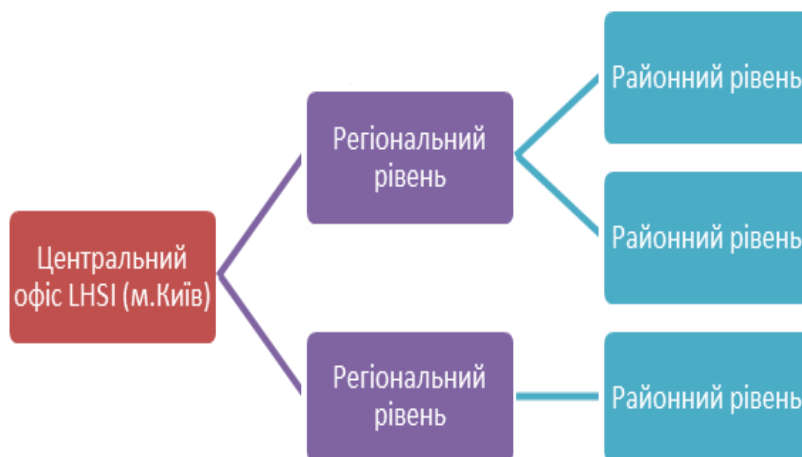 Центральний
офіс LHSI (м.Київ)
Регіональний
рівень
Районний рівень
Районний рівень
Регіональний
рівень
Районний рівень